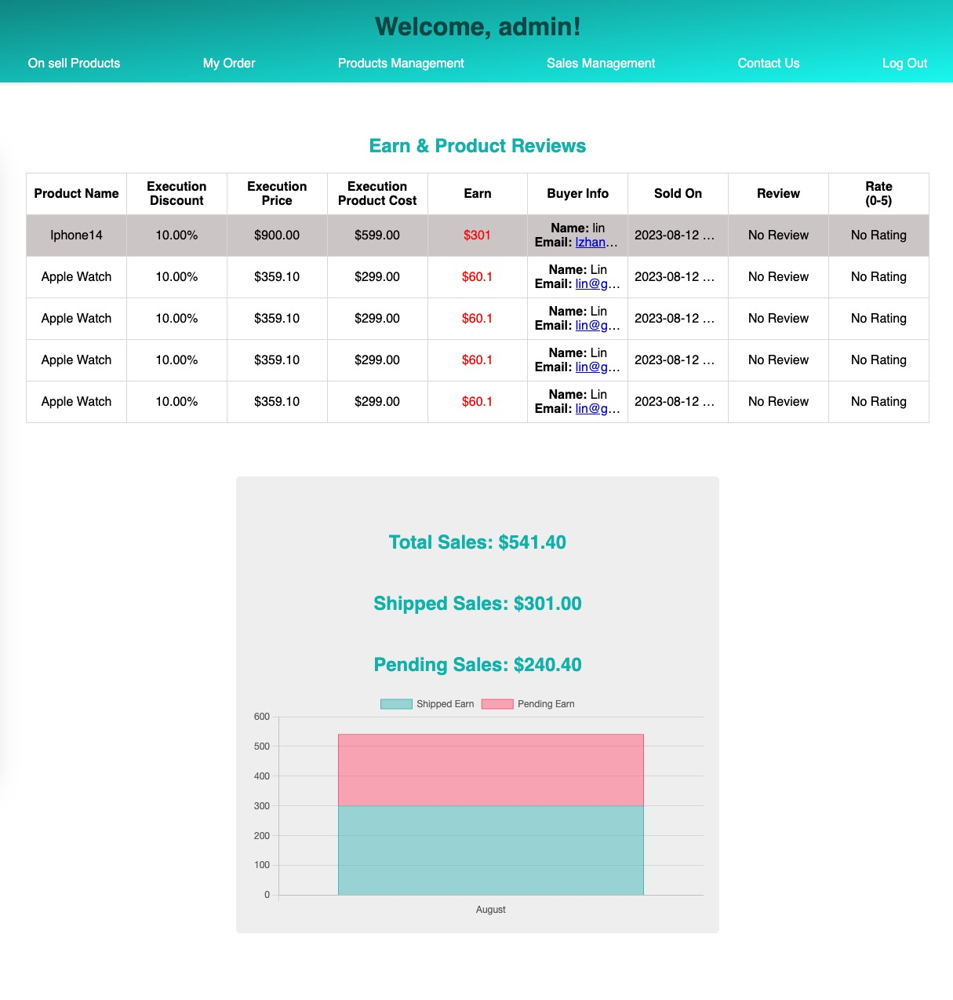 Welcome, admin!
On sell Products My Order Products Management Sales Management Contact Us Log Out
Earn & Product Reviews
Product Name Execution Discount Execution Price Execution Product Cost Earn Buyer Info Sold On Review Rate (0-5)
Iphone14 10.00% $900.00 $599.00 $301 Name: lin Email: lzhan… 2023-08-12 … No Review No Rating
Apple Watch 10.00% $359.10 $299.00 $60.1 Name: Lin Email: lin@g… 2023-08-12 … No Review No Rating
Apple Watch 10.00% $359.10 $299.00 $60.1 Name: Lin Email: lin@g… 2023-08-12 … No Review No Rating
Apple Watch 10.00% $359.10 $299.00 $60.1 Name: Lin Email: lin@g… 2023-08-12 … No Review No Rating
Apple Watch 10.00% $359.10 $299.00 $60.1 Name: Lin Email: lin@g… 2023-08-12 … No Review No Rating
Total Sales: $541.40
Shipped Sales: $301.00
Pending Sales: $240.40
Shipped Earn Pending Earn
600
500
400
300
200
100
0
August